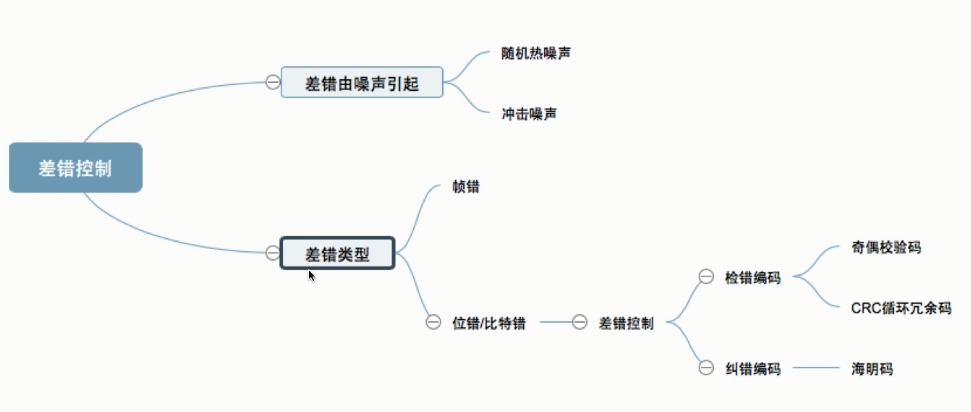 差错控制
差错由噪声引起
随机热噪声
冲击噪声
差错类型
帧错
位错/比特错
差错控制
检错编码
奇偶校验码
CRC循环冗余码
纠错编码
海明码